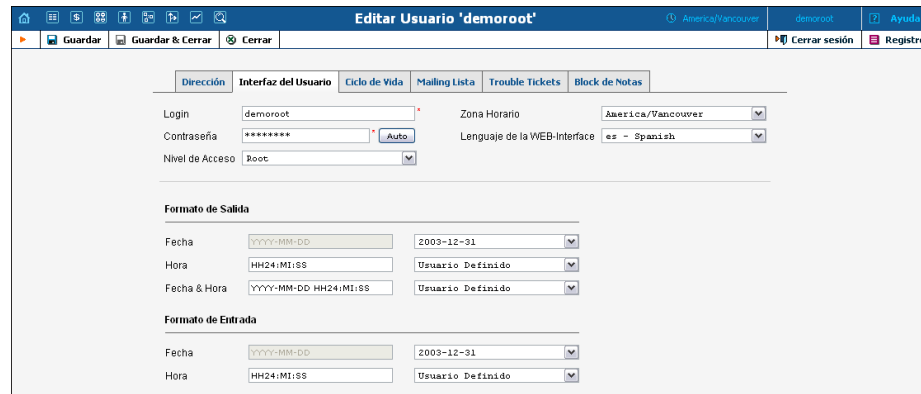 Editar Usuario 'demoroot' America/Vancouver demoroot [?] Ayuda
Guardar Guardar & Cerrar Cerrar Cerrar sesión Registro
Dirección Interfaz del Usuario Ciclo de Vida Mailing Lista Trouble Tickets Block de Notas
Login demoroot * Zona Horario America/Vancouver
Contraseña ******** * Auto Lenguaje de la WEB-Interface es - Spanish
Nivel de Acceso Root
Formato de Salida
Fecha YYYY-MM-DD 2003-12-31
Hora HH24:MI:SS Usuario Definido
Fecha & Hora YYYY-MM-DD HH24:MI:SS Usuario Definido
Formato de Entrada
Fecha YYYY-MM-DD 2003-12-31
Hora HH24:MI:SS Usuario Definido